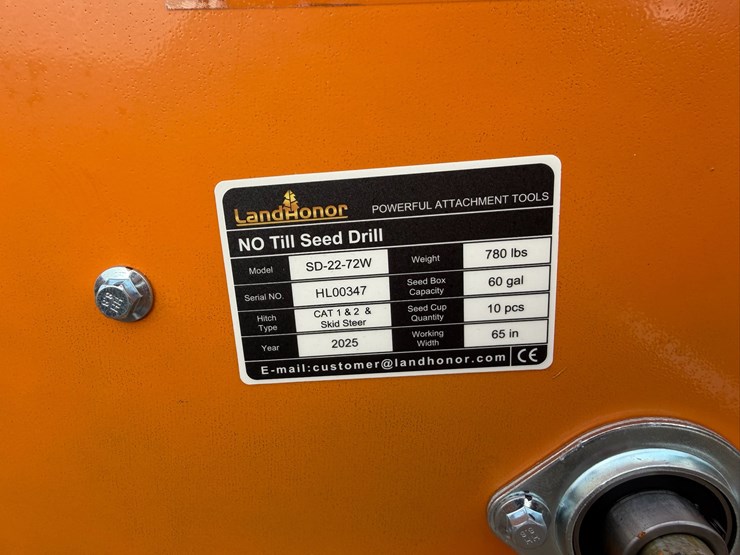 LandHonor POWERFUL ATTACHMENT TOOLS
NO Till Seed Drill
Model SD-22-72W Weight 780 lbs
Serial NO. HL00347 Seed Box Capacity 60 gal
Hitch Type CAT 1 & 2 & Skid Steer Seed Cup Quantity 10 pcs
Year 2025 Working Width 65 in
E-mail:customer@landhonor.com CE